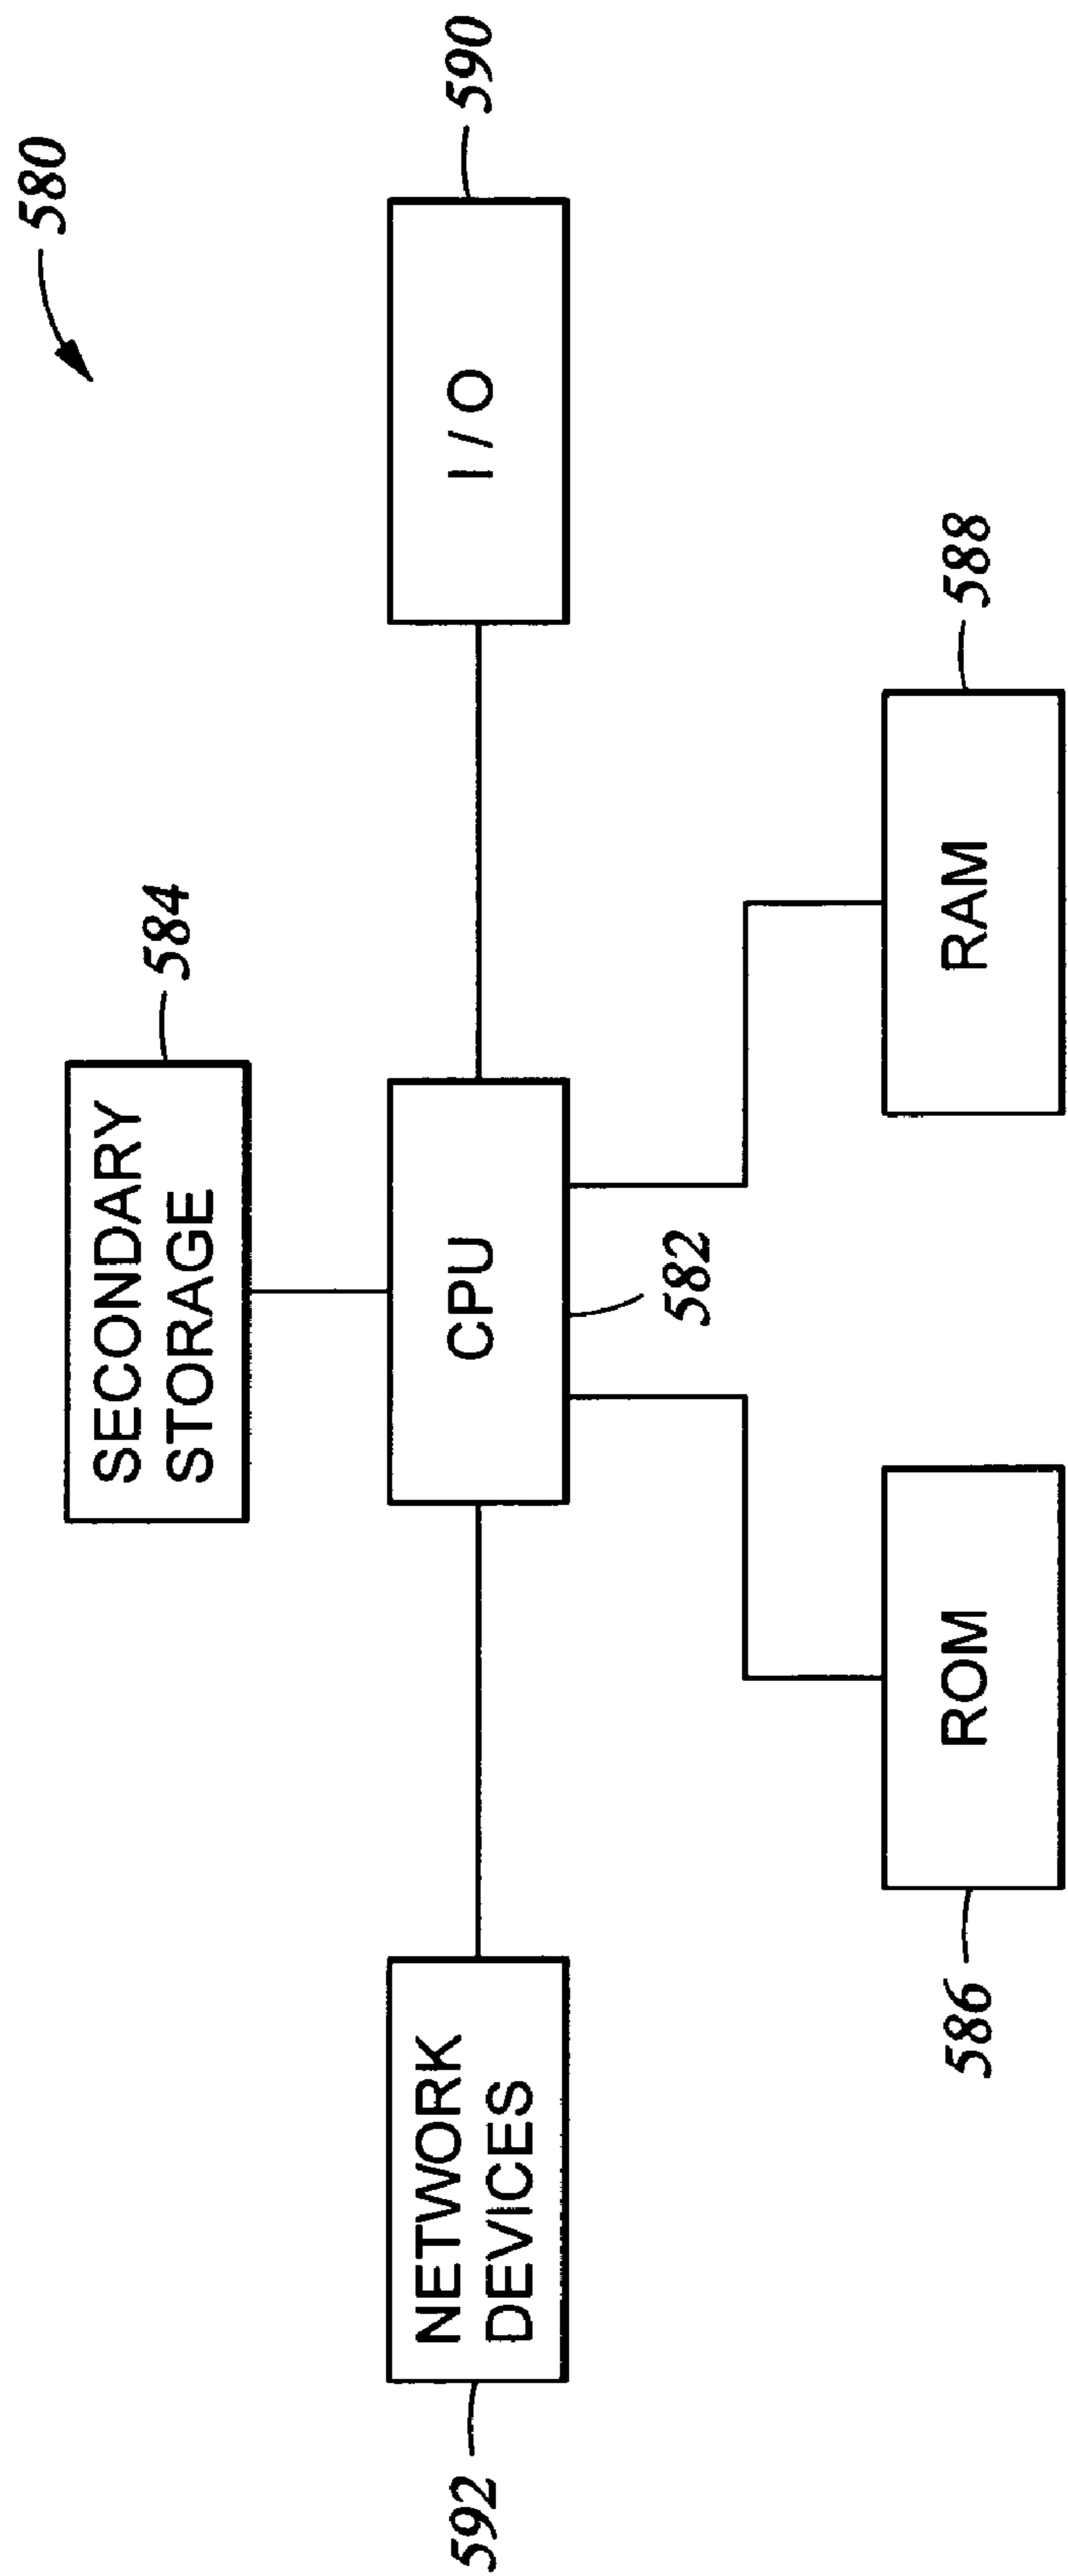 580
SECONDARY
STORAGE
584
NETWORK
DEVICES
592
CPU
582
I / O
590
ROM
586
RAM
588